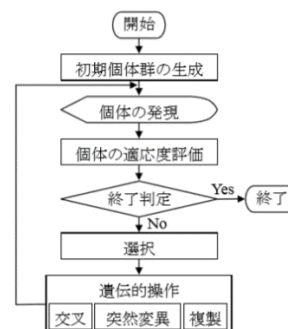 開始
初期個体群の生成
個体の発現
個体の適応度評価
終了判定
Yes
終了
No
選択
遺伝的操作
交叉
突然変異
複製